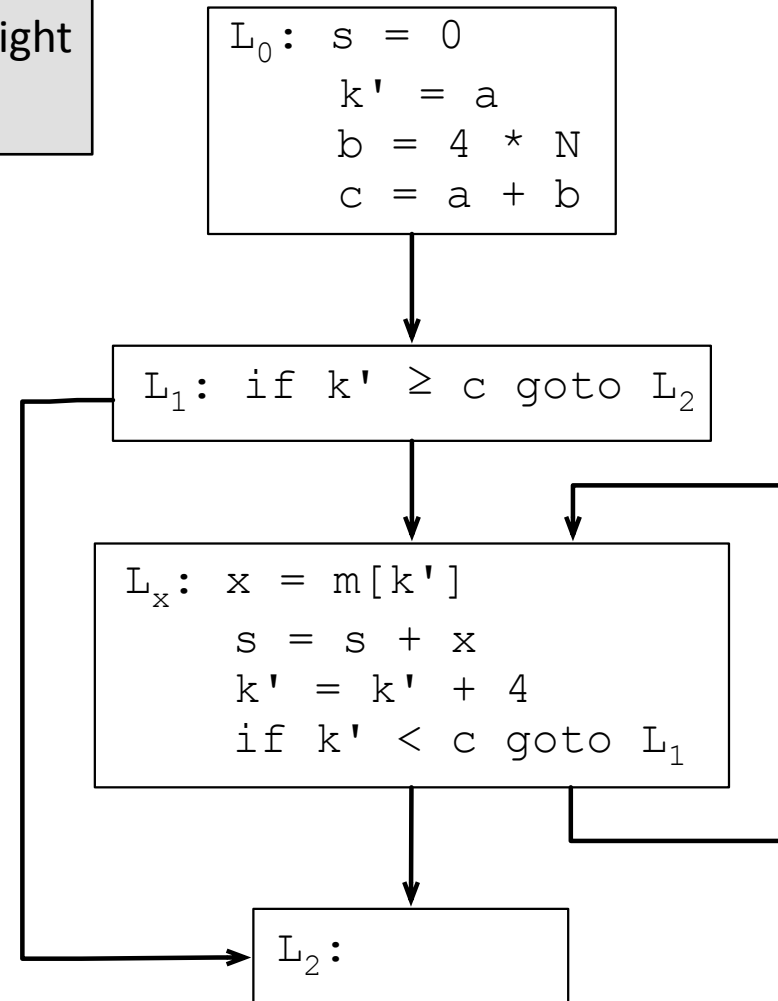 ight
L₀: s = 0
k' = a
b = 4 * N
c = a + b
L₁: if k' ≥ c goto L₂
Lₓ: x = m[k']
s = s + x
k' = k' + 4
if k' < c goto L₁
L₂: